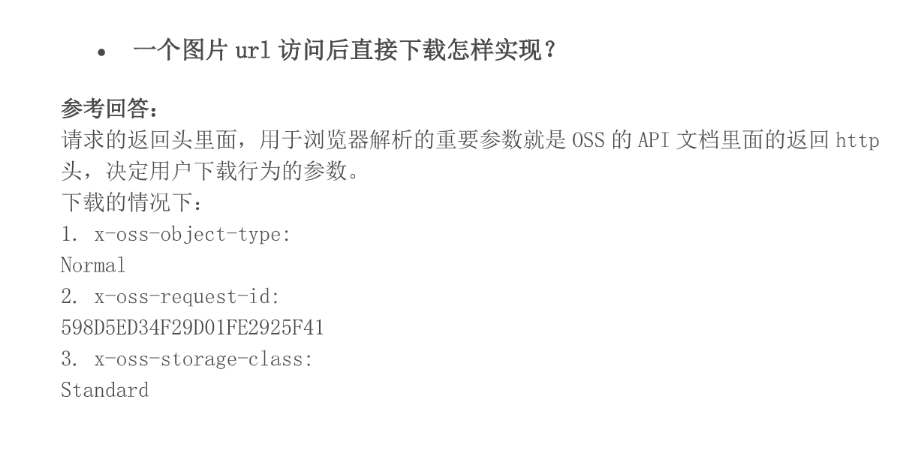 • 一个图片 url 访问后直接下载怎样实现？
参考回答：
请求的返回头里面，用于浏览器解析的重要参数就是 OSS 的 API 文档里面的返回 http
头，决定用户下载行为的参数。
下载的情况下：
1. x-oss-object-type:
Normal
2. x-oss-request-id:
598D5ED34F29D01FE2925F41
3. x-oss-storage-class:
Standard